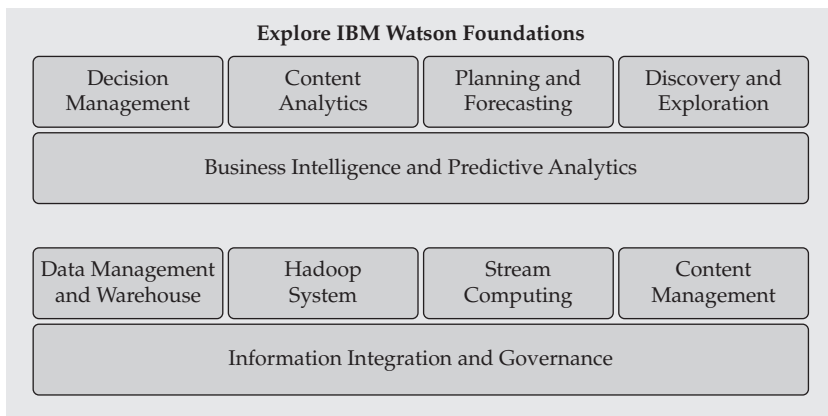 Explore IBM Watson Foundations
Decision
Management
Content
Analytics
Planning and
Forecasting
Discovery and
Exploration
Business Intelligence and Predictive Analytics
Data Management
and Warehouse
Hadoop
System
Stream
Computing
Content
Management
Information Integration and Governance